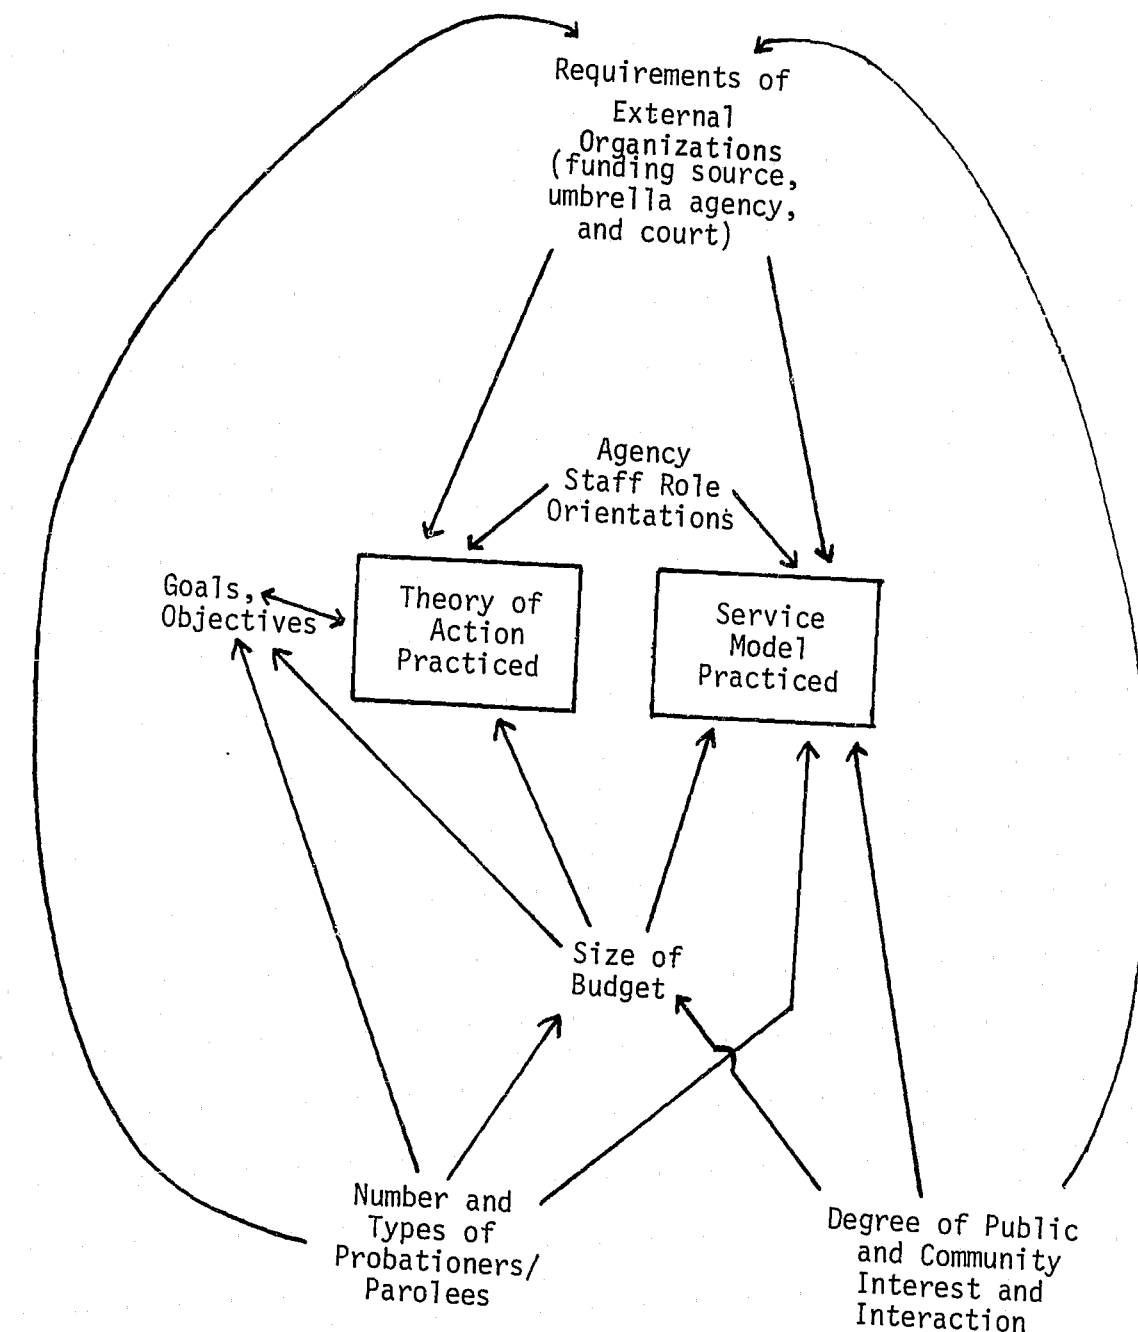 Requirements of
External
Organizations
(funding source,
umbrella agency,
and court)
Agency
Staff Role
Orientations
Goals,
Objectives
Theory of
Action
Practiced
Service
Model
Practiced
Size of
Budget
Number and
Types of
Probationers/
Parolees
Degree of Public
and Community
Interest and
Interaction